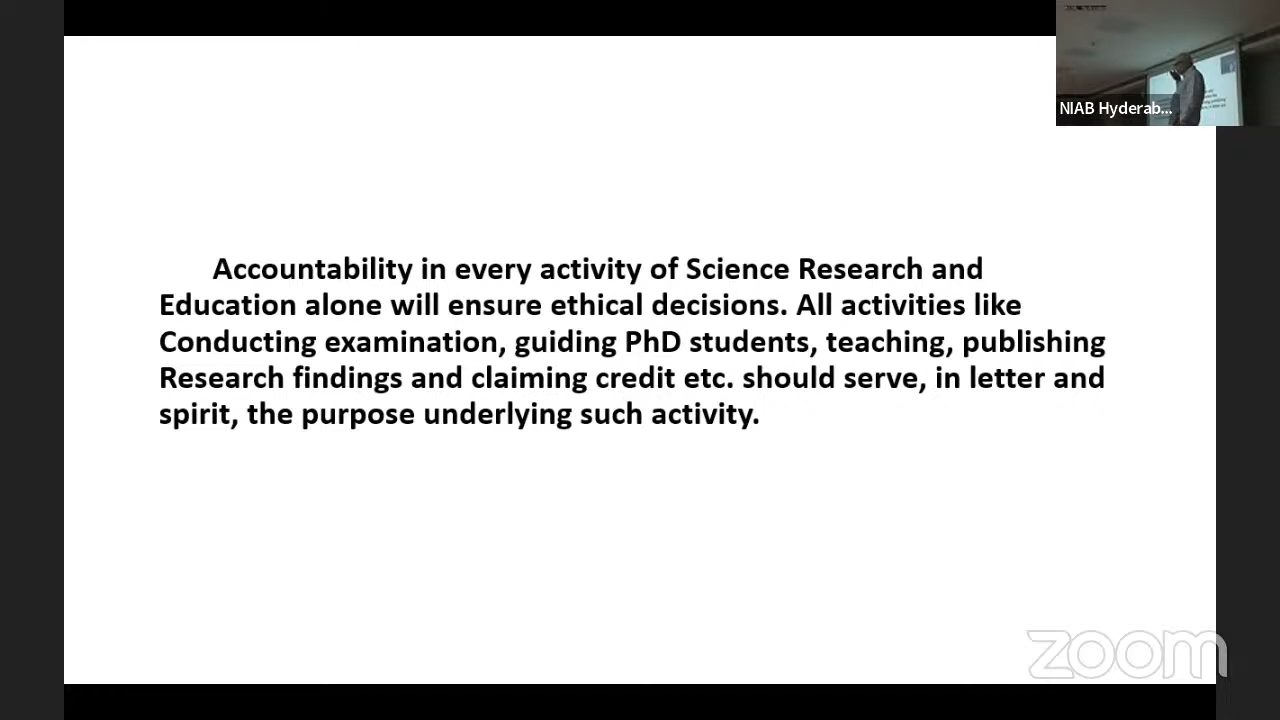 NIAB Hyderab...
Accountability in every activity of Science Research and
Education alone will ensure ethical decisions. All activities like
Conducting examination, guiding PhD students, teaching, publishing
Research findings and claiming credit etc. should serve, in letter and
spirit, the purpose underlying such activity.
zoom